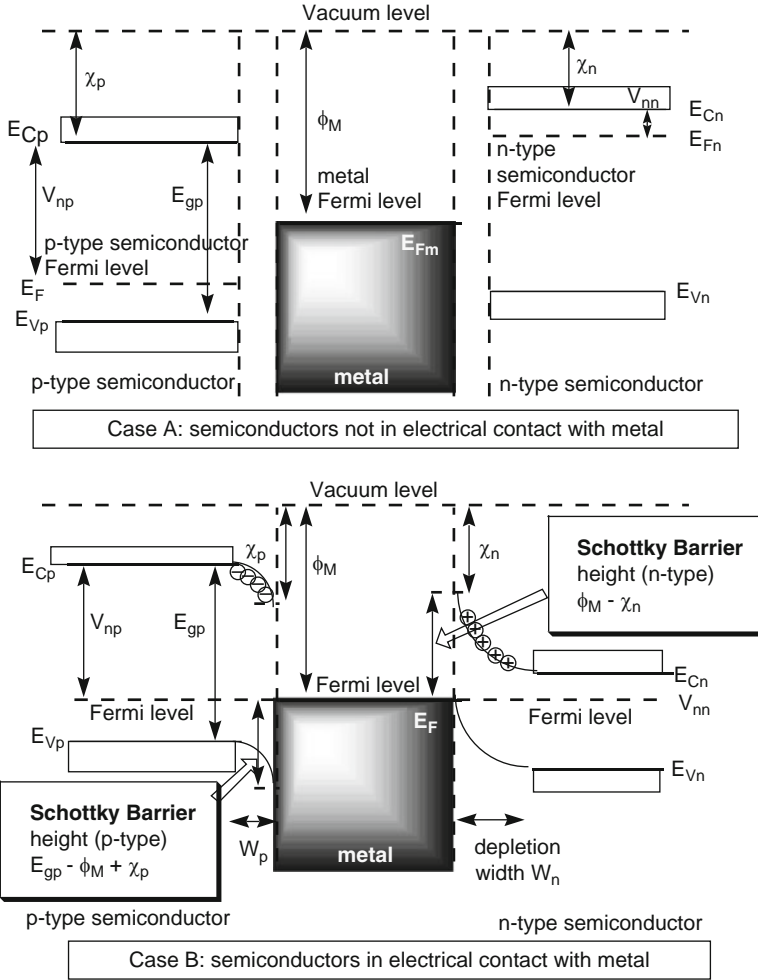 Vacuum level
χp
ϕM
χn
Vnn
ECp
ECn
EFn
Vnp
Egp
metal
Fermi level
n-type
semiconductor
Fermi level
p-type semiconductor
Fermi level
EFm
EF
EVp
EVn
metal
p-type semiconductor
n-type semiconductor
Case A: semiconductors not in electrical contact with metal
Vacuum level
χp
ϕM
χn
Schottky Barrier
height (n-type)
ϕM - χn
ECp
Vnp
Egp
ECn
Fermi level
Vnn
Fermi level
EF
Fermi level
EVp
EVn
Schottky Barrier
height (p-type)
Egp - ϕM + χp
Wp
metal
depletion
width Wn
p-type semiconductor
n-type semiconductor
Case B: semiconductors in electrical contact with metal